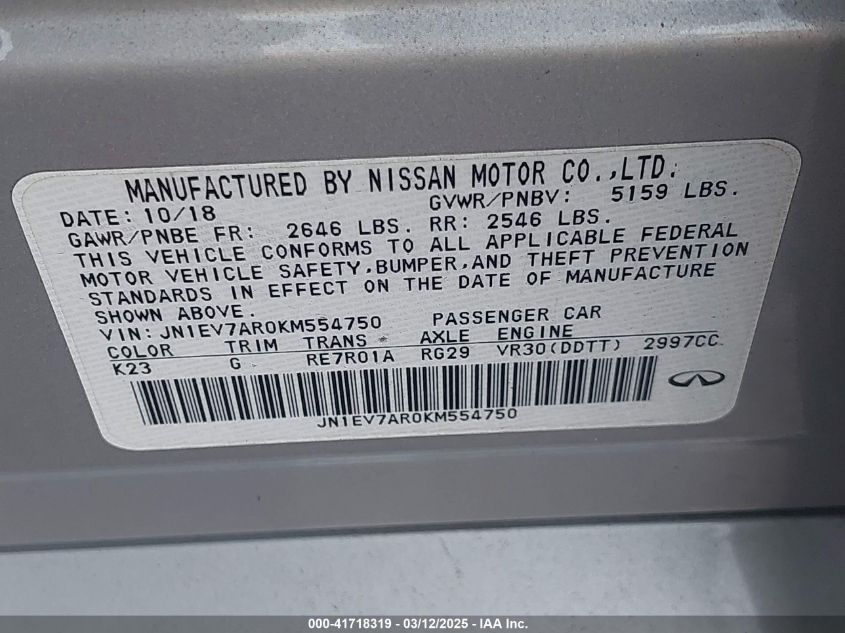 MANUFACTURED BY NISSAN MOTOR CO.,LTD.
DATE: 10/18 GVWR/PNBV: 5159 LBS.
GAWR/PNBE FR: 2646 LBS. RR: 2546 LBS.
THIS VEHICLE CONFORMS TO ALL APPLICABLE FEDERAL
MOTOR VEHICLE SAFETY,BUMPER,AND THEFT PREVENTION
STANDARDS IN EFFECT ON THE DATE OF MANUFACTURE
SHOWN ABOVE.
VIN:JN1EV7AR0KM554750 PASSENGER CAR
COLOR TRIM TRANS * AXLE ENGINE
K23 G RE7R01A RG29 VR30(DDTT) 2997CC
JN1EV7AR0KM554750
000-41718319 - 03/12/2025 - IAA Inc.